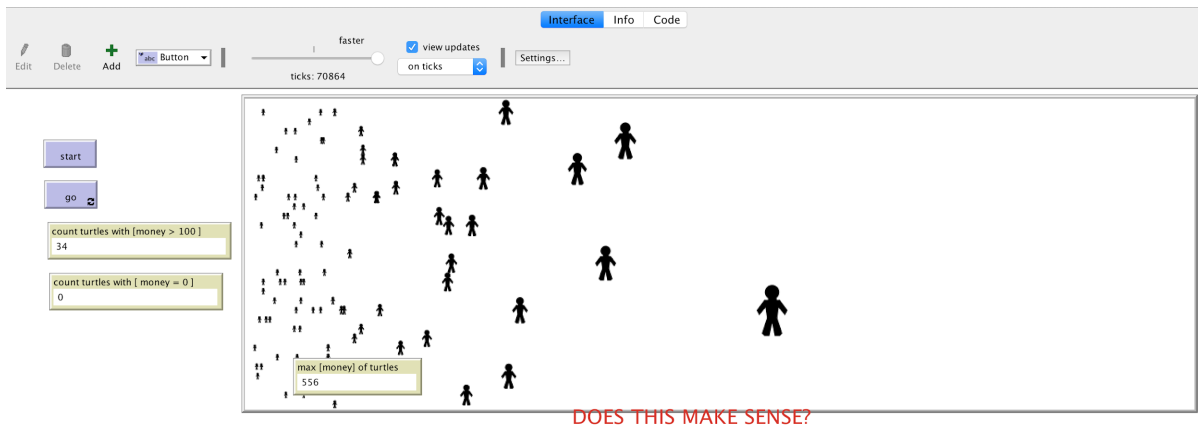 Interface Info Code
faster
Edit Delete Add abc Button view updates
on ticks
Settings...
ticks: 70864
start
go
count turtles with [money > 100 ]
34
count turtles with [ money = 0 ]
0
max [money] of turtles
556
DOES THIS MAKE SENSE?